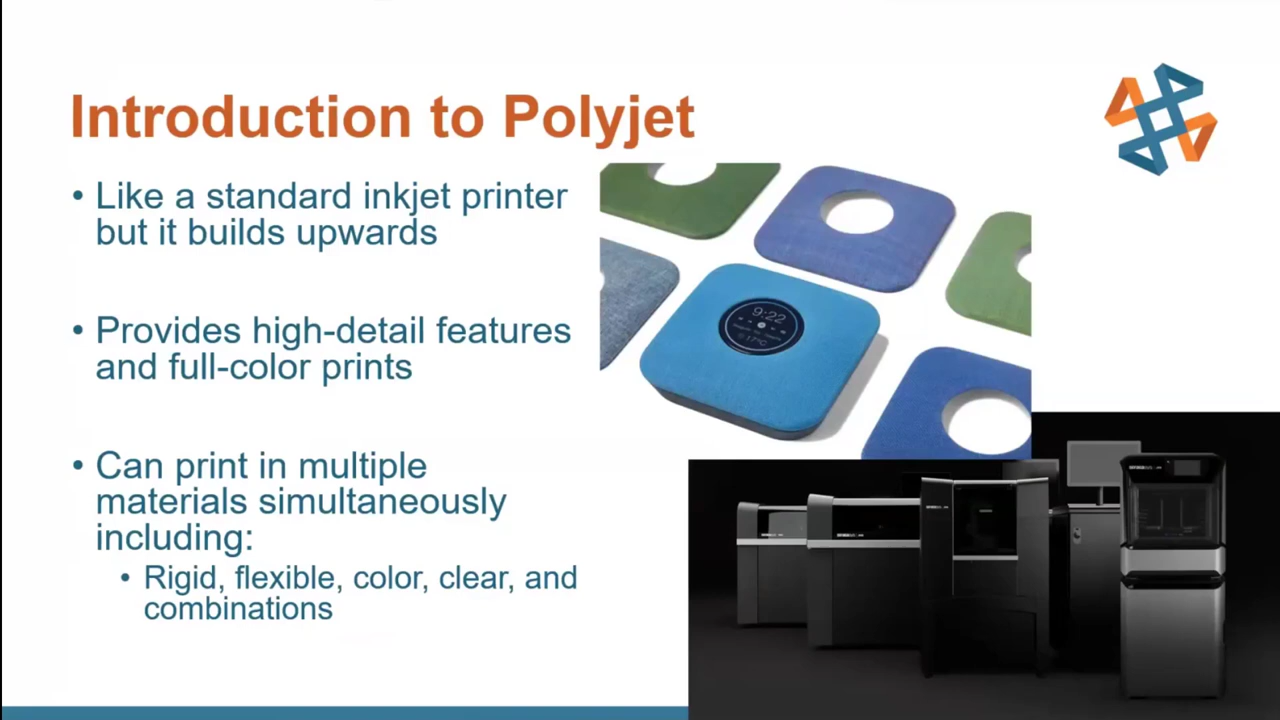 Introduction to Polyjet
• Like a standard inkjet printer
but it builds upwards
• Provides high-detail features
and full-color prints
• Can print in multiple
materials simultaneously
including:
• Rigid, flexible, color, clear, and
combinations
9:22
17°C